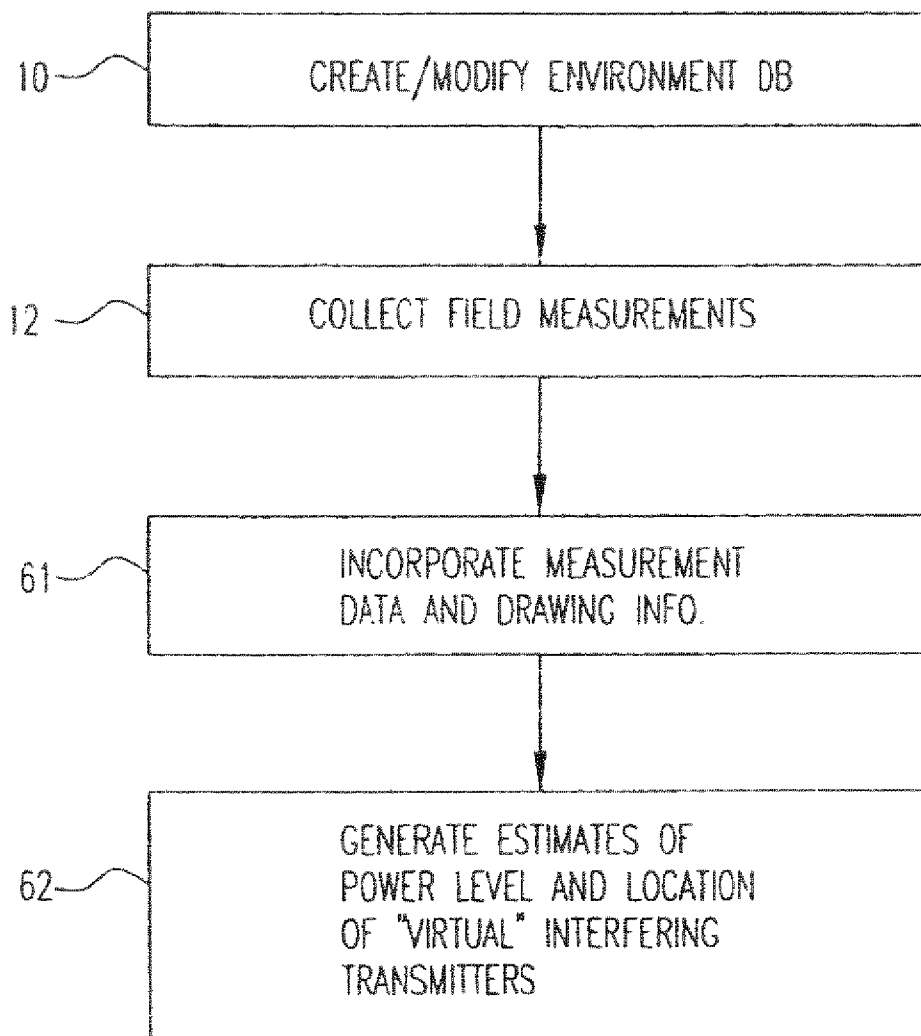 10
CREATE/MODIFY ENVIRONMENT DB
12
COLLECT FIELD MEASUREMENTS
61
INCORPORATE MEASUREMENT
DATA AND DRAWING INFO.
62
GENERATE ESTIMATES OF
POWER LEVEL AND LOCATION
OF "VIRTUAL" INTERFERING
TRANSMITTERS